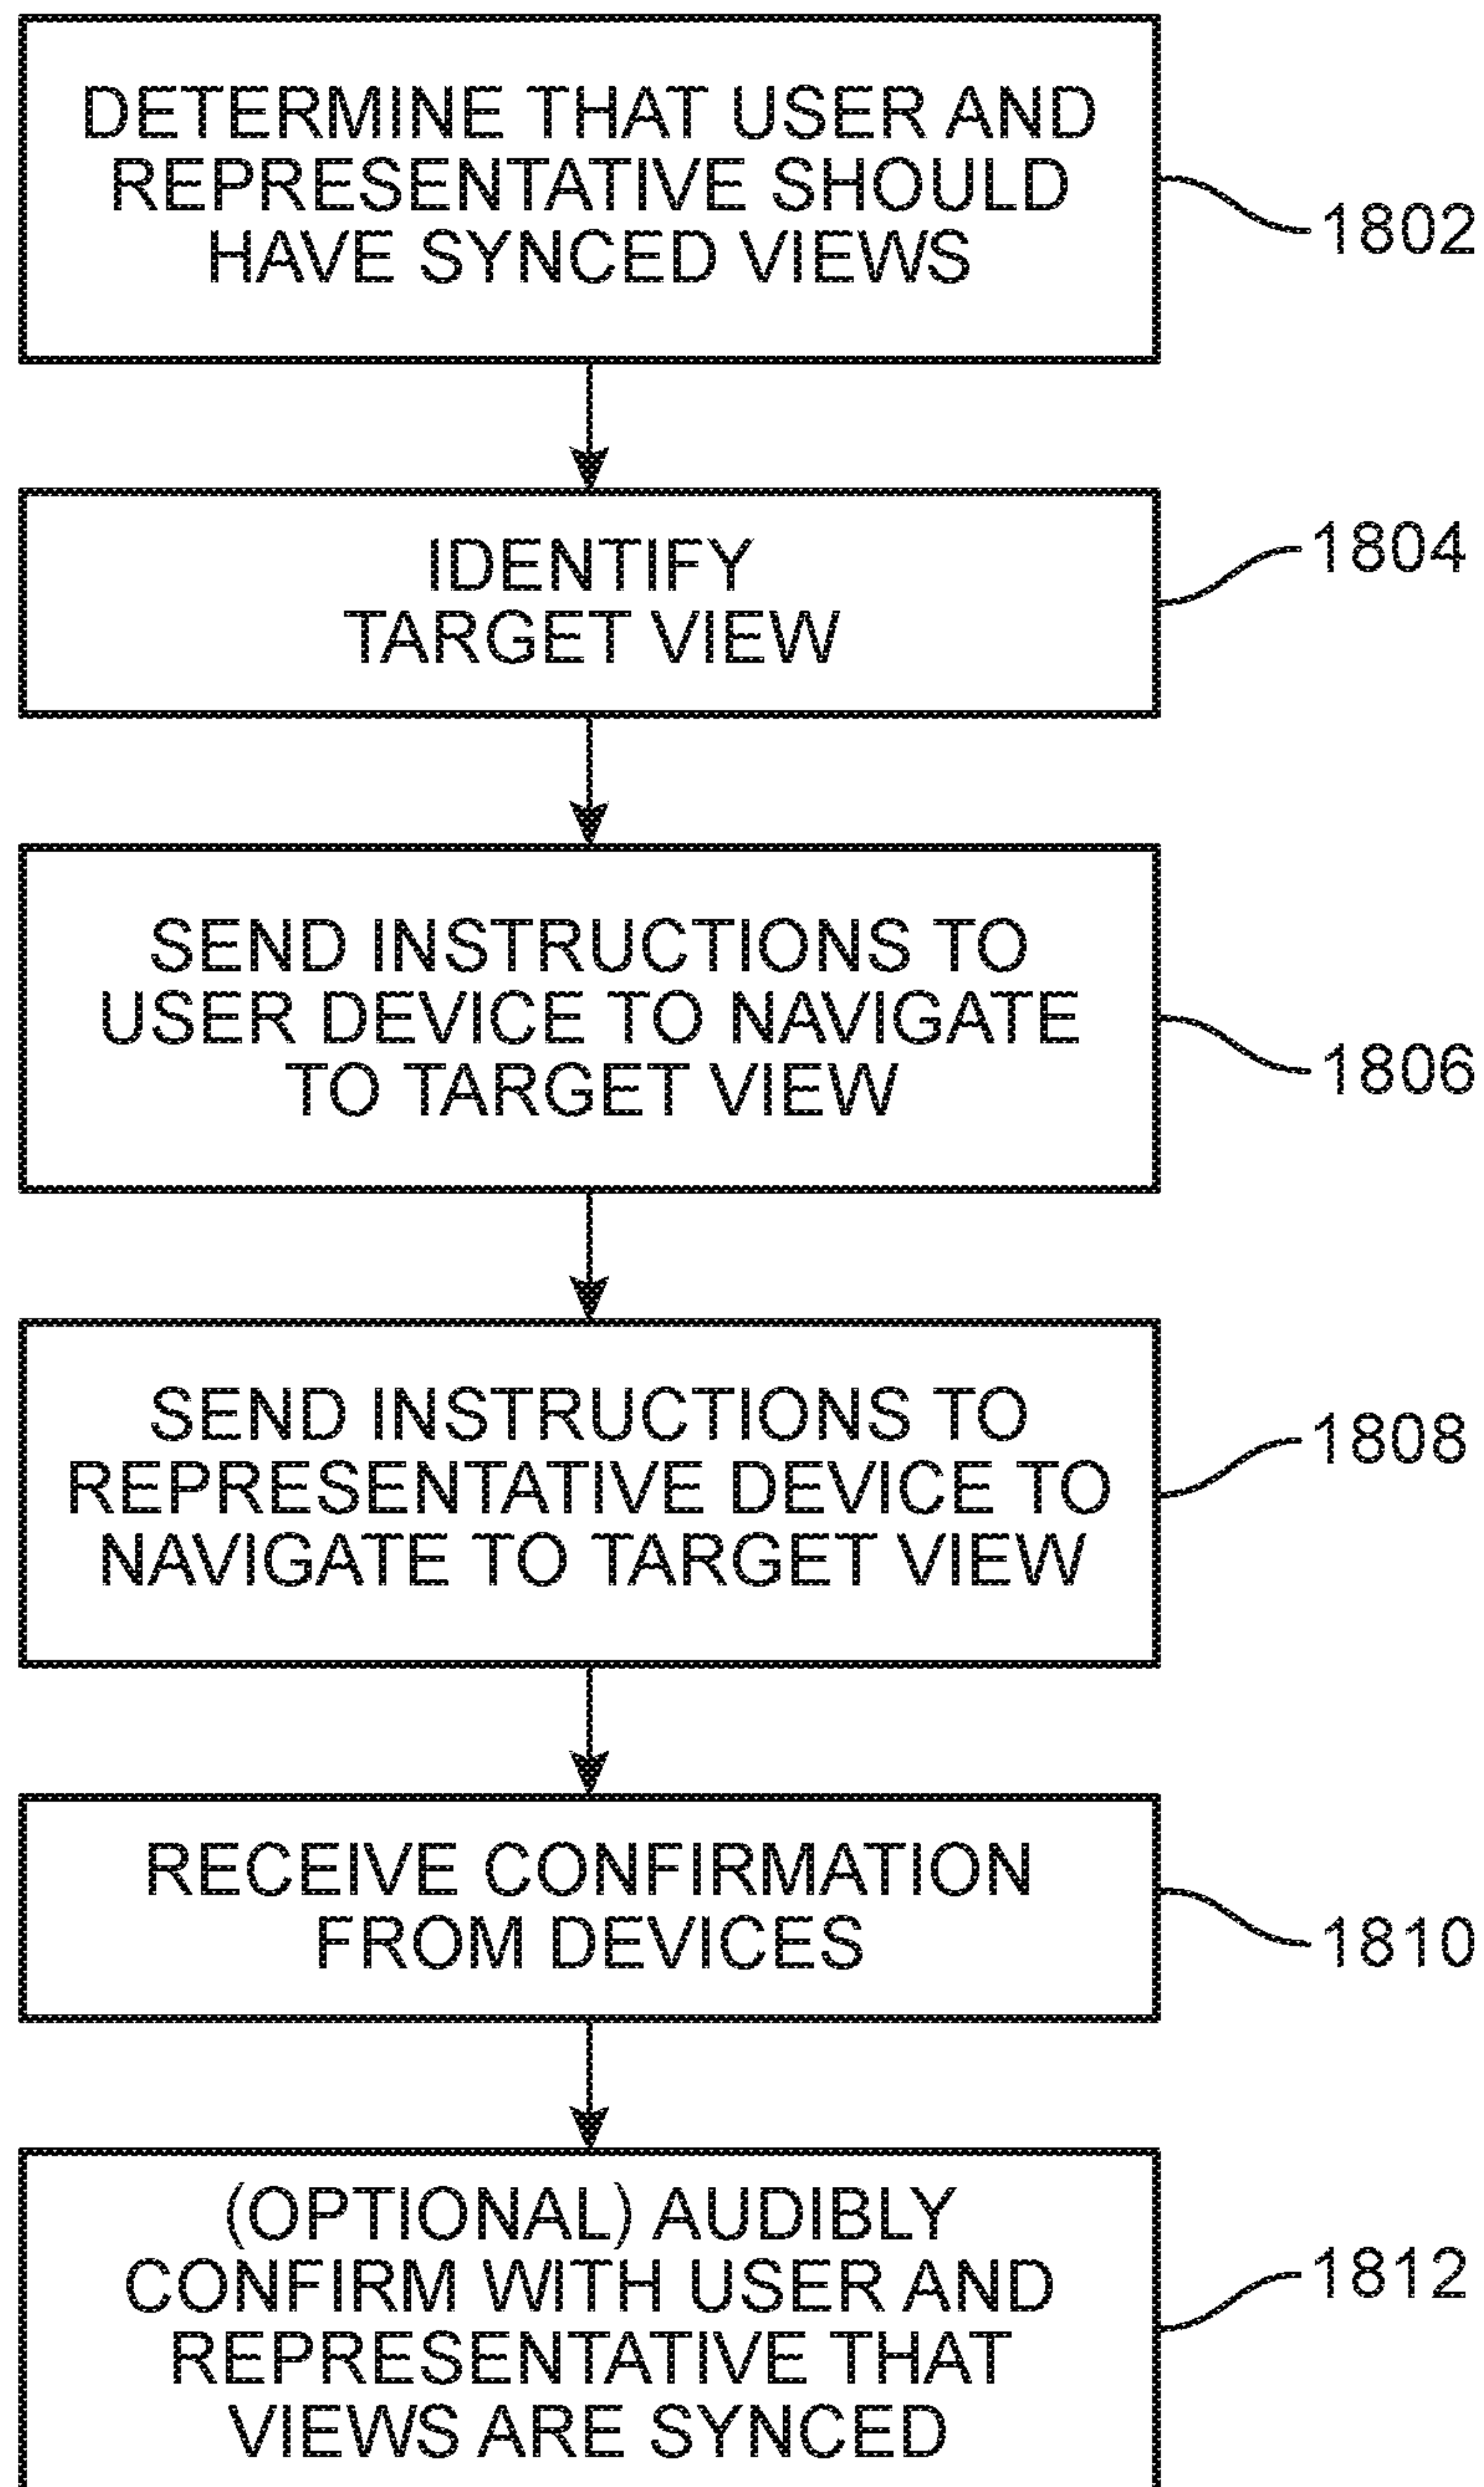 DETERMINE THAT USER AND
REPRESENTATIVE SHOULD
HAVE SYNCED VIEWS
1802
IDENTIFY
TARGET VIEW
1804
SEND INSTRUCTIONS TO
USER DEVICE TO NAVIGATE
TO TARGET VIEW
1806
SEND INSTRUCTIONS TO
REPRESENTATIVE DEVICE TO
NAVIGATE TO TARGET VIEW
1808
RECEIVE CONFIRMATION
FROM DEVICES
1810
(OPTIONAL) AUDIBLY
CONFIRM WITH USER AND
REPRESENTATIVE THAT
VIEWS ARE SYNCED
1812